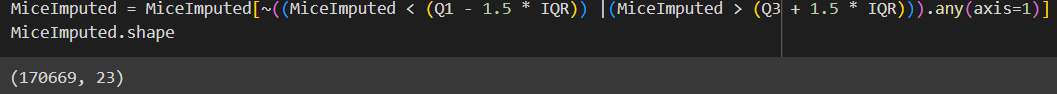 MiceImputed = MiceImputed[~((MiceImputed < (Q1 - 1.5 * IQR)) |(MiceImputed > (Q3 + 1.5 * IQR))).any(axis=1)]
MiceImputed.shape
(170669, 23)